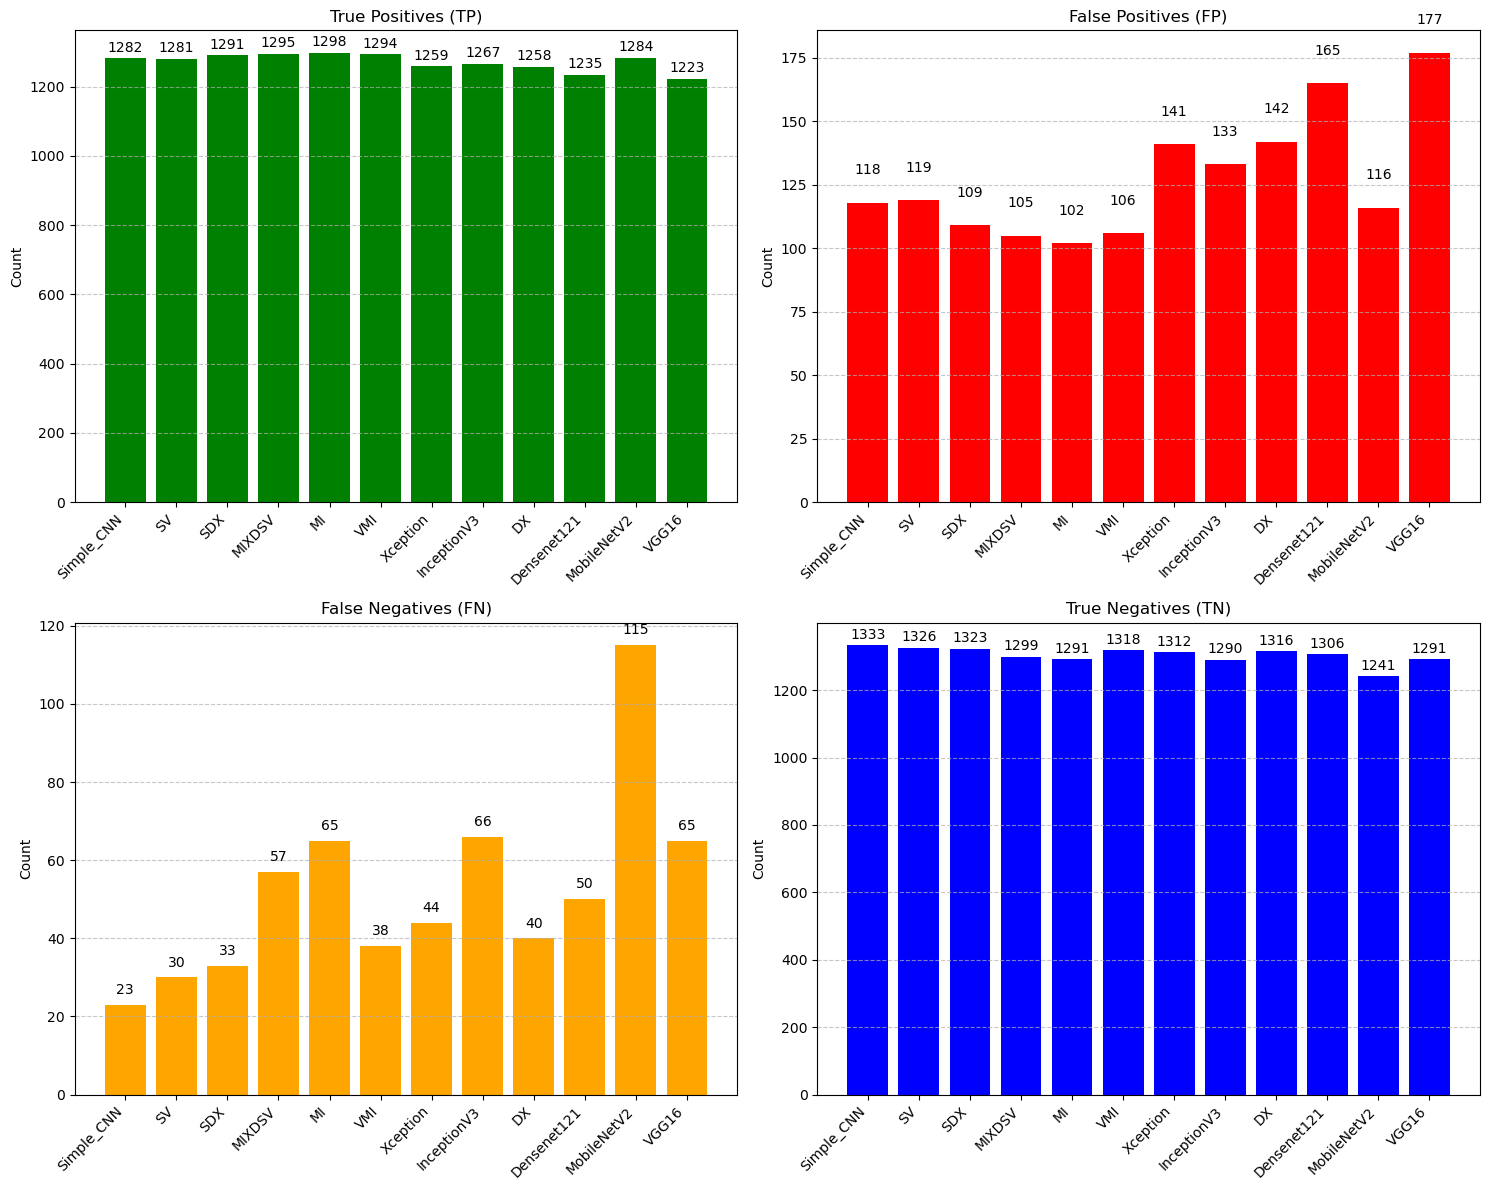 True Positives (TP)
1282 1281 1291 1295 1298 1294 1259 1267 1258 1235 1284 1223
1200
1000
800
600
400
200
0
Count
Simple_CNN SV SDX MIXDSV MI VMI Xception InceptionV3 DX Densenet121 MobileNetV2 VGG16
False Positives (FP)
118 119 109 105 102 106 141 133 142 165 116 177
175
150
125
100
75
50
25
0
Count
Simple_CNN SV SDX MIXDSV MI VMI Xception InceptionV3 DX Densenet121 MobileNetV2 VGG16
False Negatives (FN)
23 30 33 57 65 38 44 66 40 50 115 65
120
100
80
60
40
20
0
Count
Simple_CNN SV SDX MIXDSV MI VMI Xception InceptionV3 DX Densenet121 MobileNetV2 VGG16
True Negatives (TN)
1333 1326 1323 1299 1291 1318 1312 1290 1316 1306 1241 1291
1200
1000
800
600
400
200
0
Count
Simple_CNN SV SDX MIXDSV MI VMI Xception InceptionV3 DX Densenet121 MobileNetV2 VGG16